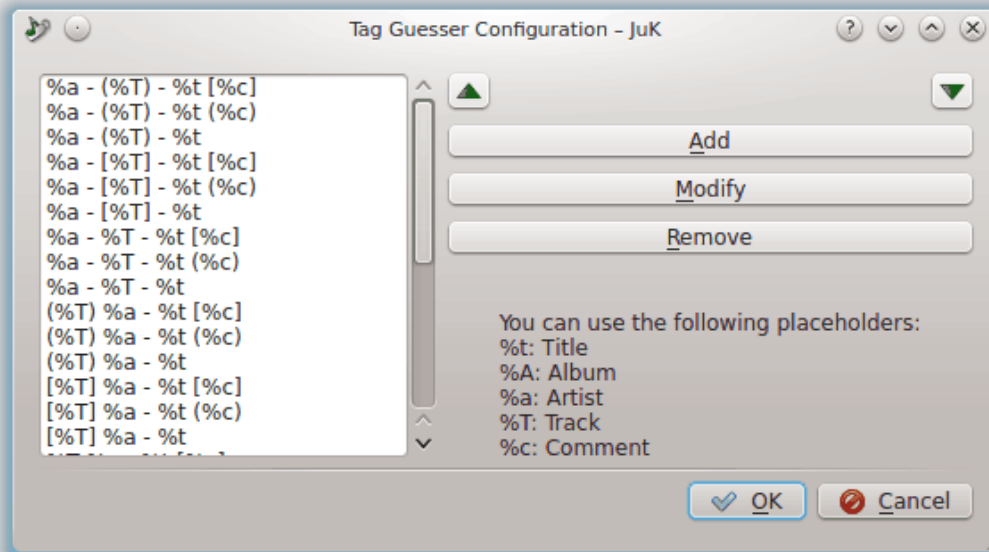 Tag Guesser Configuration – JuK
%a - (%T) - %t [%c]
%a - (%T) - %t (%c)
%a - (%T) - %t
%a - [%T] - %t [%c]
%a - [%T] - %t (%c)
%a - [%T] - %t
%a - %T - %t [%c]
%a - %T - %t (%c)
%a - %T - %t
(%T) %a - %t [%c]
(%T) %a - %t (%c)
(%T) %a - %t
[%T] %a - %t [%c]
[%T] %a - %t (%c)
[%T] %a - %t
Add
Modify
Remove
You can use the following placeholders:
%t: Title
%A: Album
%a: Artist
%T: Track
%c: Comment
OK
Cancel